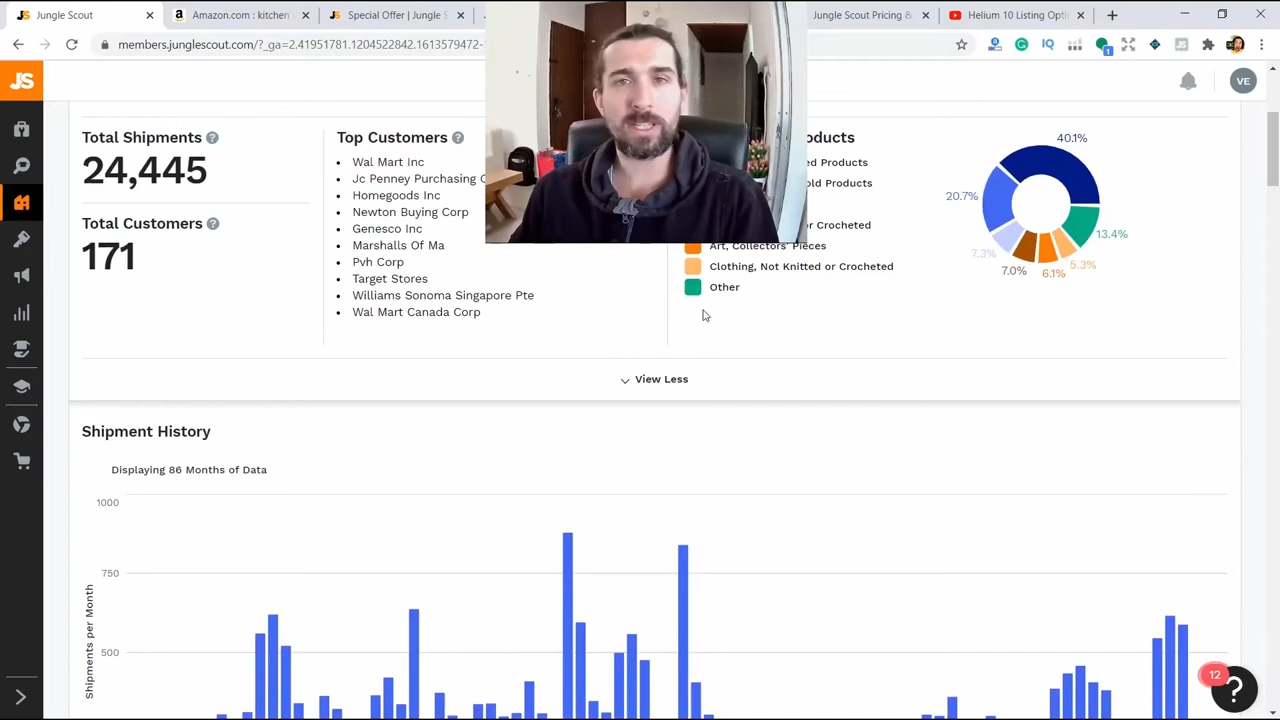 Jungle Scout
Amazon.com : kitchen
Special Offer | Jungle S
Jungle Scout Pricing &
Helium 10 Listing Opti
members.junglescout.com/?_ga=2.41951781.1204522842.1613579472-
IQ
1
JS
VE
Total Shipments ?
24,445
Total Customers ?
171
Top Customers ?
• Wal Mart Inc
• Jc Penney Purchasing C
• Homegoods Inc
• Newton Buying Corp
• Genesco Inc
• Marshalls Of Ma
• Pvh Corp
• Target Stores
• Williams Sonoma Singapore Pte
• Wal Mart Canada Corp
oducts
ed Products
old Products
or Crocheted
Art, Collectors' Pieces
Clothing, Not Knitted or Crocheted
Other
40.1%
20.7%
13.4%
7.3%
7.0%
6.1%
5.3%
View Less
Shipment History
Displaying 86 Months of Data
1000
750
500
Shipments per Month
12
?